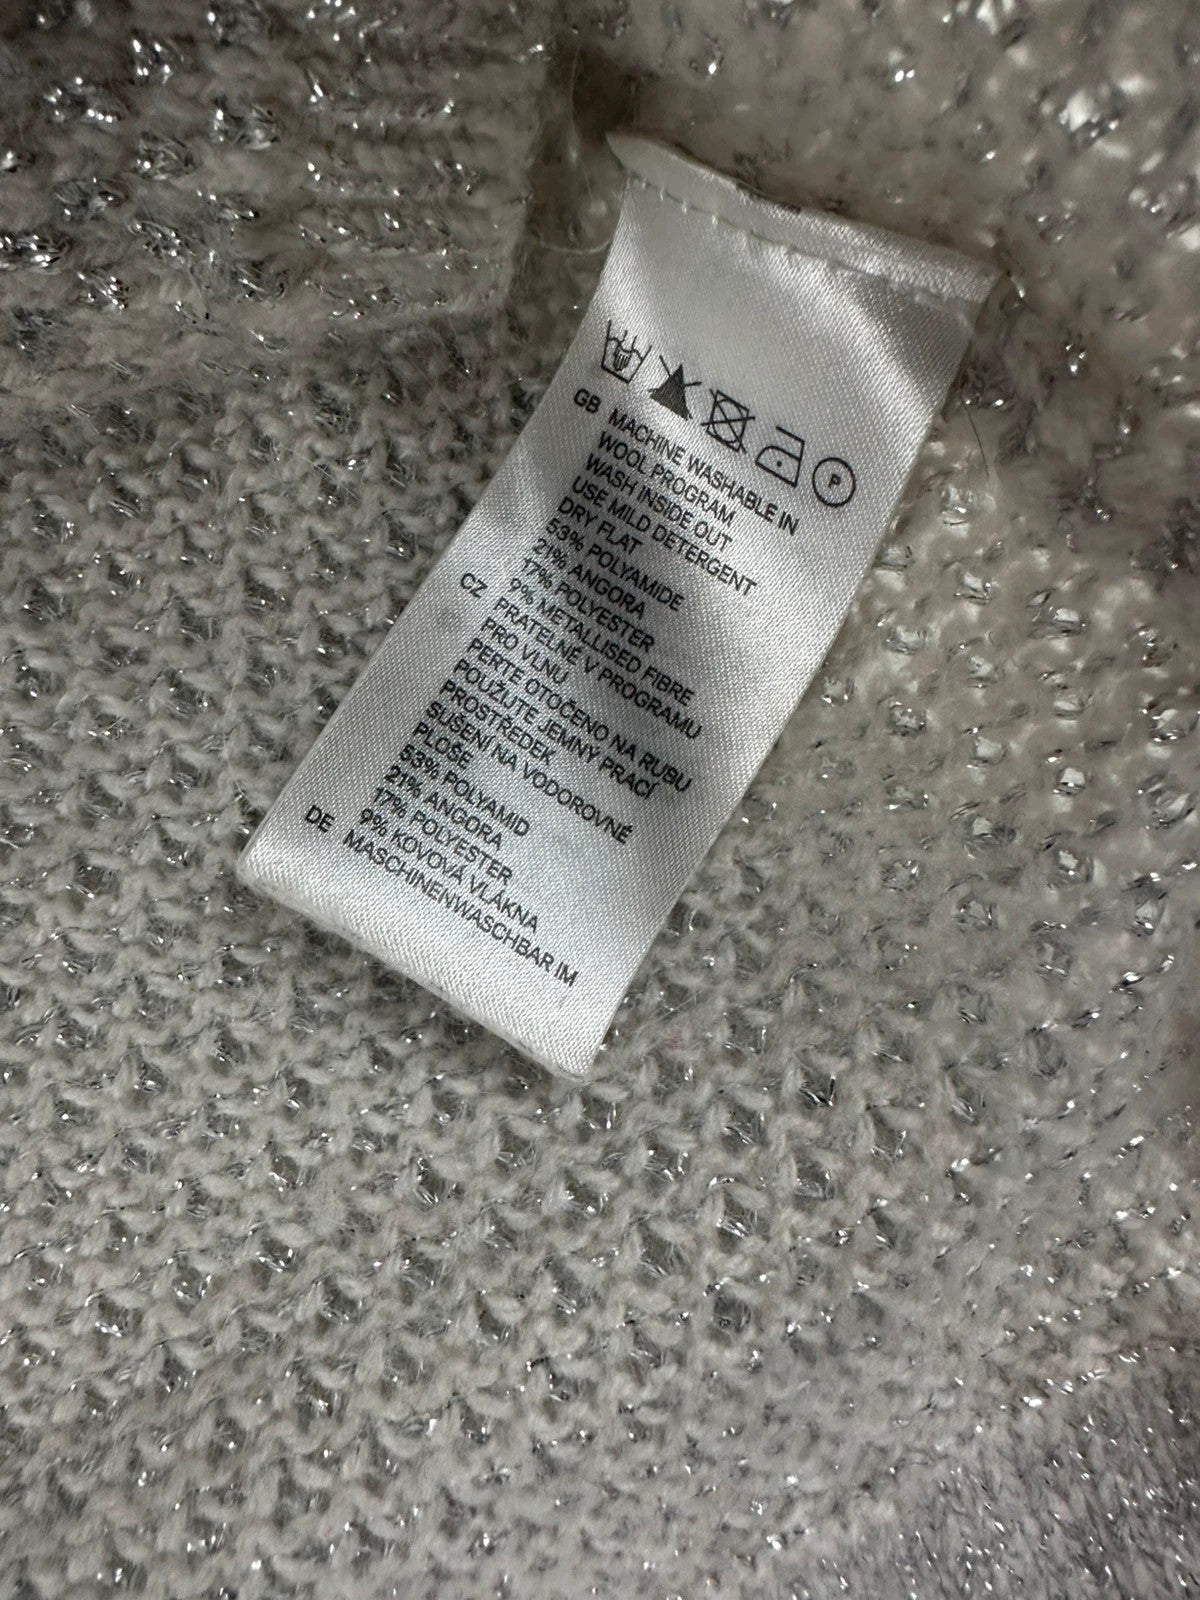 P
GB MACHINE WASHABLE IN
WOOL PROGRAM
WASH INSIDE OUT
USE MILD DETERGENT
DRY FLAT
53% POLYAMIDE
21% ANGORA
17% POLYESTER
9% METALLISED FIBRE
CZ PRATELNÉ V PROGRAMU
PRO VLNU
PERTE OTOČENO NA RUBU
POUŽIJTE JEMNÝ PRACÍ
PROSTŘEDEK
SUŠENÍ NA VODOROVNÉ
PLOŠE
53% POLYAMID
21% ANGORA
17% POLYESTER
9% KOVOVÁ VLÁKNA
DE MASCHINENWASCHBAR IM